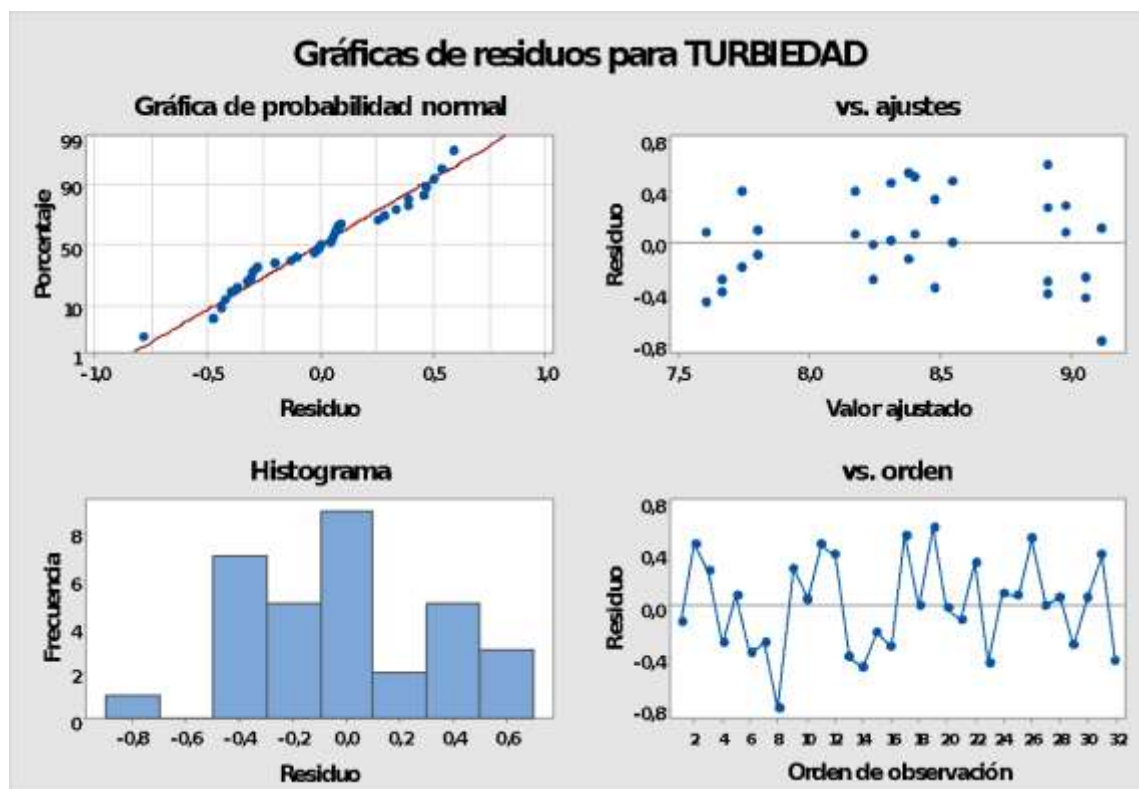 Gráficas de residuos para TURBIEDAD
Gráfica de probabilidad normal
99
90
50
10
1
Porcentaje
-1,0 -0,5 0,0 0,5 1,0
Residuo
vs. ajustes
0,8
0,4
0,0
-0,4
-0,8
Residuo
7,5 8,0 8,5 9,0
Valor ajustado
Histograma
8
6
4
2
0
Frecuencia
-0,8 -0,6 -0,4 -0,2 0,0 0,2 0,4 0,6
Residuo
vs. orden
0,8
0,4
0,0
-0,4
-0,8
Residuo
2 4 6 8 10 12 14 16 18 20 22 24 26 28 30 32
Orden de observación